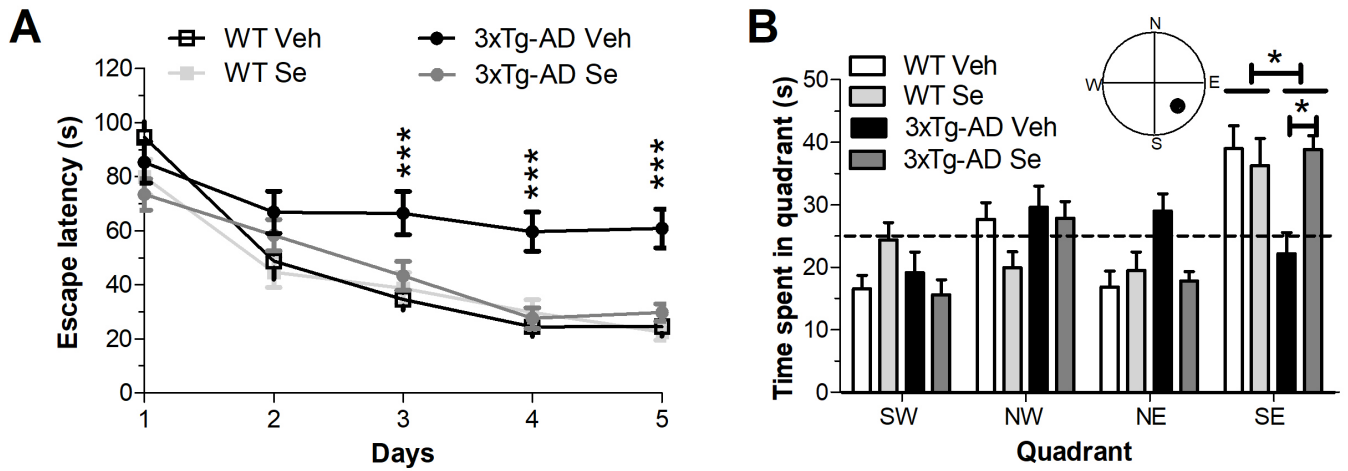 A
WT Veh
3xTg-AD Veh
WT Se
3xTg-AD Se
Escape latency (s)
120
100
80
60
40
20
0
***
***
***
1 2 3 4 5
Days
B
WT Veh
WT Se
3xTg-AD Veh
3xTg-AD Se
N
W
E
S
*
*
Time spent in quadrant (s)
50
40
30
20
10
0
SW NW NE SE
Quadrant